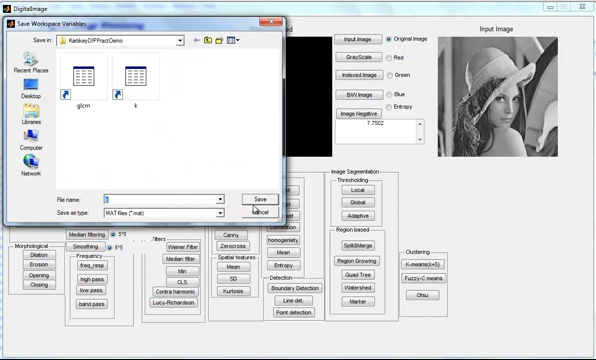 DigitalImage
Save Workspace Variables
Save in:
KartikeyDIPPractDemo
Recent Places
Desktop
Libraries
Computer
Network
glcm
k
File name:
k
Save
Save as type:
MAT-files (*.mat)
Cancel
Input Image
Original Image
Input Image
GrayScale
Red
Indexed Image
Green
B/W Image
Blue
Image Negative
Entropy
7.7502
Image Segmentation
Thresholding
Local
Global
Adaptive
Region based
Split&Merge
Region Growing
Quad Tree
Watershed
Marker
Clustering
K-means(k=5)
Fuzzy-C means
Otsu
Morphological
Dilation
Erosion
Opening
Closing
Median filtering
5*5
Smoothing
5*5
Frequency
freq_resp
high pass
low pass
band pass
filters
Weiner Filter
Median filter
Min
CLS
Contra harmonic
Lucy-Richardson
Canny
Zerocross
Spatial features
Mean
SD
Kurtosis
homogeniety
Mean
Entropy
Detection
Boundary Detection
Line det.
Point detection